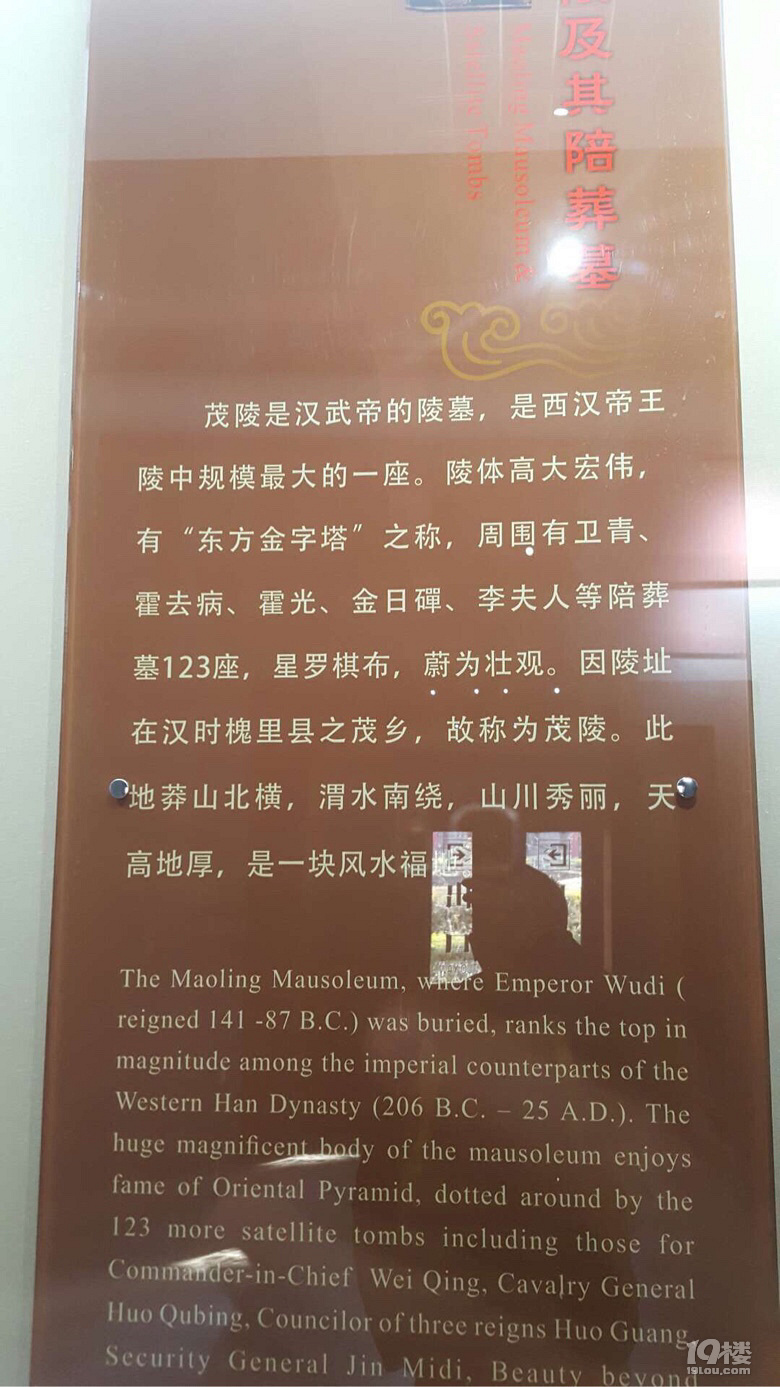 及其陪葬墓
Maoling Mausoleum &
Satellite Tombs
茂陵是汉武帝的陵墓，是西汉帝王
陵中规模最大的一座。陵体高大宏伟，
有“东方金字塔”之称，周围有卫青、
霍去病、霍光、金日磾、李夫人等陪葬
墓123座，星罗棋布，蔚为壮观。因陵址
在汉时槐里县之茂乡，故称为茂陵。此
地莽山北横，渭水南绕，山川秀丽，天
高地厚，是一块风水福地
The Maoling Mausoleum, where Emperor Wudi (
reigned 141 -87 B.C.) was buried, ranks the top in
magnitude among the imperial counterparts of the
Western Han Dynasty (206 B.C. – 25 A.D.). The
huge magnificent body of the mausoleum enjoys
fame of Oriental Pyramid, dotted around by the
123 more satellite tombs including those for
Commander-in-Chief Wei Qing, Cavalry General
Huo Qubing, Councilor of three reigns Huo Guang,
Security General Jin Midi, Beauty beyond
19楼
19lou.com